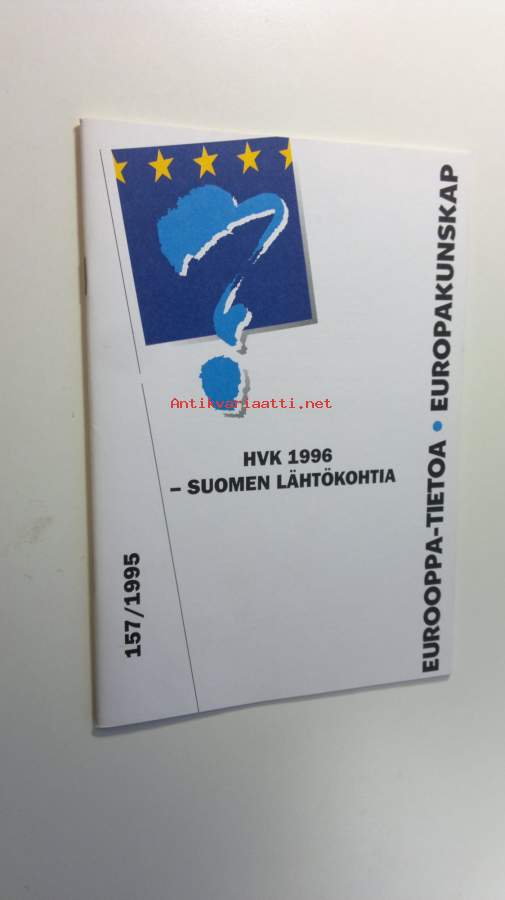 Antikvariaatti.net
HVK 1996
– SUOMEN LÄHTÖKOHTIA
157/1995
EUROOPPA-TIETOA • EUROPAKUNSKAP